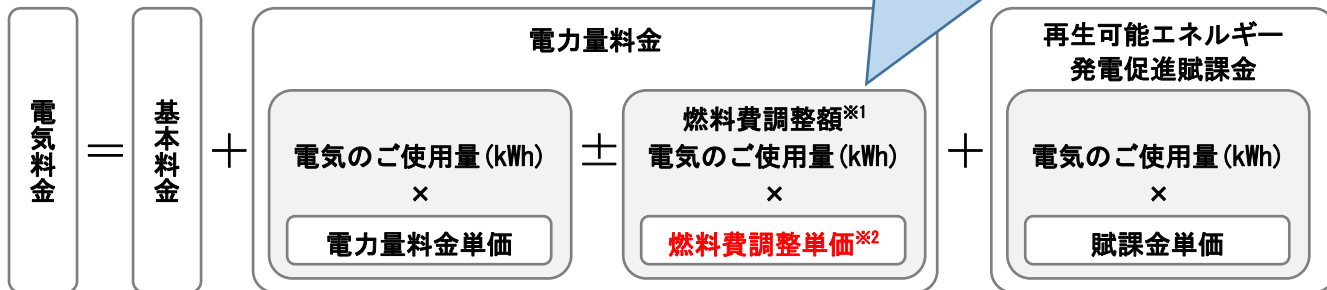 電気料金
＝
基本料金
＋
電力量料金
電気のご使用量(kWh)
×
電力量料金単価
±
燃料費調整額※1
電気のご使用量(kWh)
×
燃料費調整単価※2
＋
再生可能エネルギー
発電促進賦課金
電気のご使用量(kWh)
×
賦課金単価